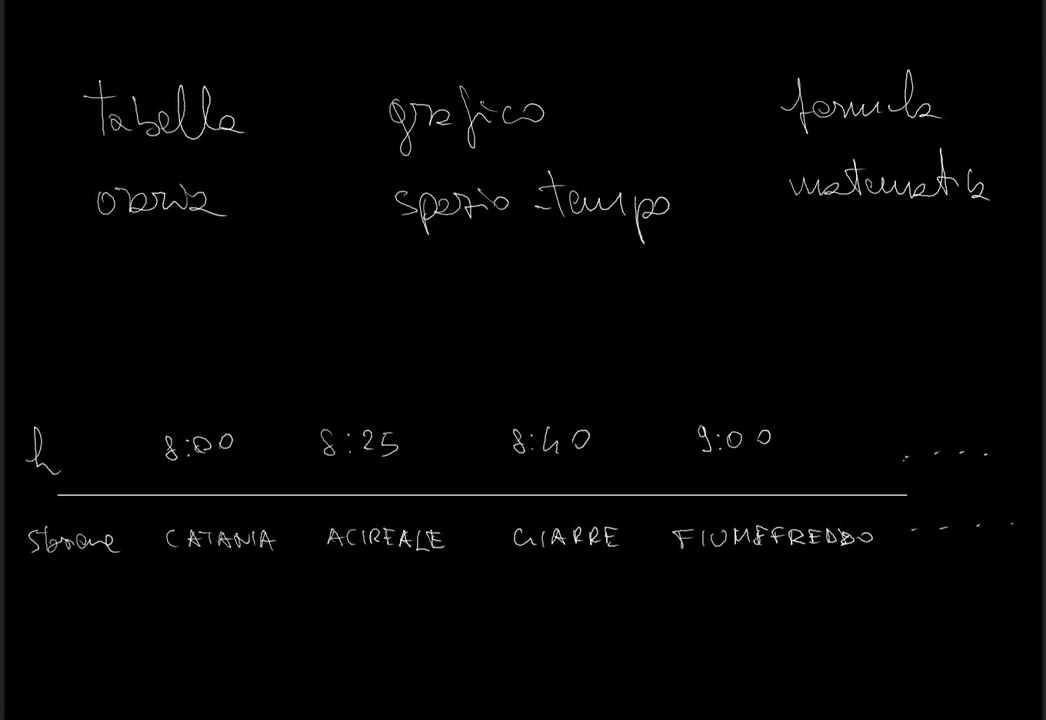 tabella grafico formula
oraria spazio-tempo matematica
h 8:00 8:25 8:40 9:00 ....
stazione CATANIA ACIREALE GIARRE FIUMEFREDDO ....